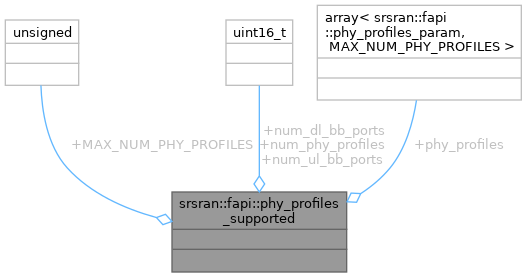 unsigned
uint16_t
array< srsran::fapi
::phy_profiles_param,
MAX_NUM_PHY_PROFILES >
+MAX_NUM_PHY_PROFILES
+num_dl_bb_ports
+num_phy_profiles
+num_ul_bb_ports
+phy_profiles
srsran::fapi::phy_profiles
_supported